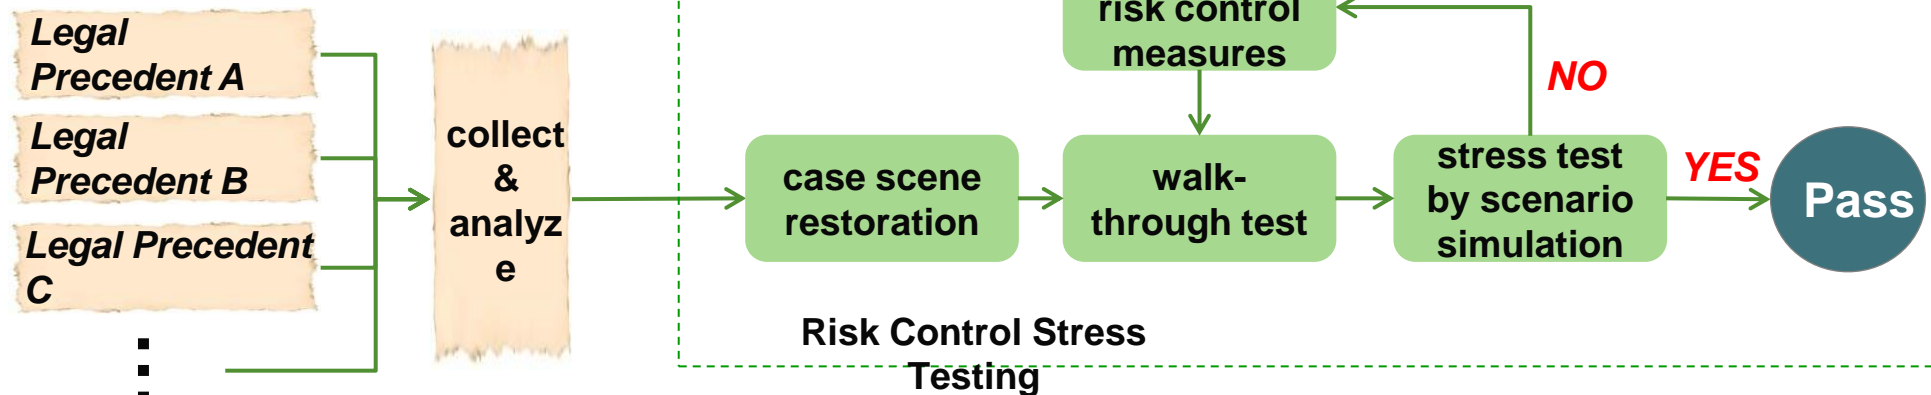 Legal
Precedent A
Legal
Precedent B
Legal Precedent
C
collect
&
analyz
e
risk control
measures
case scene
restoration
walk-
through test
stress test
by scenario
simulation
NO
YES
Pass
Risk Control Stress
Testing